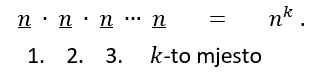 n · n · n ··· n = n^k .
1. 2. 3. k-to mjesto